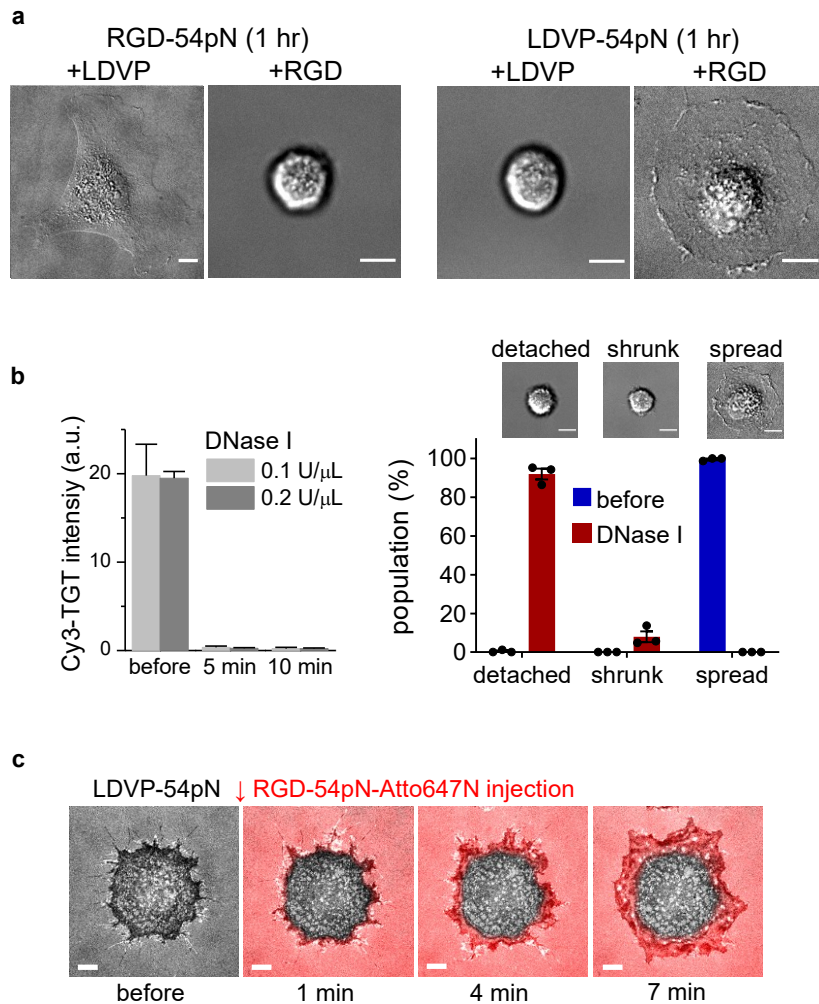 a
RGD-54pN (1 hr)
LDVP-54pN (1 hr)
+LDVP
+RGD
+LDVP
+RGD
b
Cy3-TGT intensiy (a.u.)
20
10
0
DNase I
0.1 U/μL
0.2 U/μL
before
5 min
10 min
detached
shrunk
spread
population (%)
100
80
60
40
20
0
before
DNase I
detached
shrunk
spread
c
LDVP-54pN ↓ RGD-54pN-Atto647N injection
before
1 min
4 min
7 min